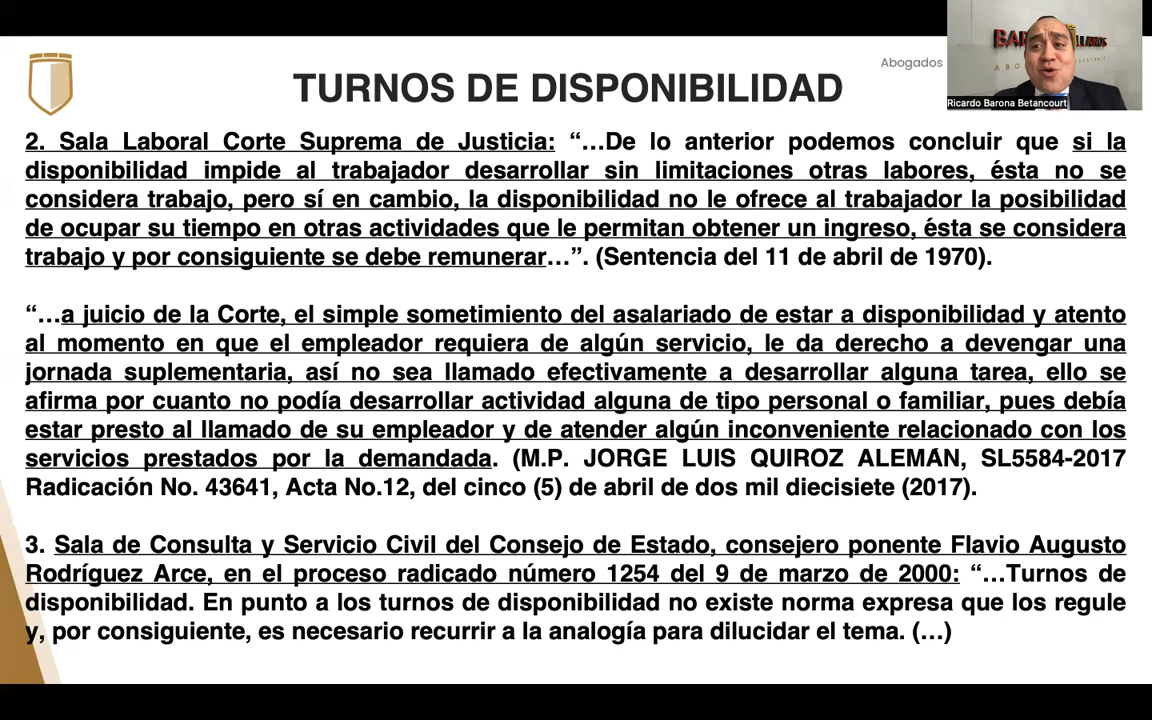 Abogados
Ricardo Barona Betancourt
TURNOS DE DISPONIBILIDAD
2. Sala Laboral Corte Suprema de Justicia: “…De lo anterior podemos concluir que si la
disponibilidad impide al trabajador desarrollar sin limitaciones otras labores, ésta no se
considera trabajo, pero sí en cambio, la disponibilidad no le ofrece al trabajador la posibilidad
de ocupar su tiempo en otras actividades que le permitan obtener un ingreso, ésta se considera
trabajo y por consiguiente se debe remunerar…”. (Sentencia del 11 de abril de 1970).
“…a juicio de la Corte, el simple sometimiento del asalariado de estar a disponibilidad y atento
al momento en que el empleador requiera de algún servicio, le da derecho a devengar una
jornada suplementaria, así no sea llamado efectivamente a desarrollar alguna tarea, ello se
afirma por cuanto no podía desarrollar actividad alguna de tipo personal o familiar, pues debía
estar presto al llamado de su empleador y de atender algún inconveniente relacionado con los
servicios prestados por la demandada. (M.P. JORGE LUIS QUIROZ ALEMÁN, SL5584-2017
Radicación No. 43641, Acta No.12, del cinco (5) de abril de dos mil diecisiete (2017).
3. Sala de Consulta y Servicio Civil del Consejo de Estado, consejero ponente Flavio Augusto
Rodríguez Arce, en el proceso radicado número 1254 del 9 de marzo de 2000: “…Turnos de
disponibilidad. En punto a los turnos de disponibilidad no existe norma expresa que los regule
y, por consiguiente, es necesario recurrir a la analogía para dilucidar el tema. (…)